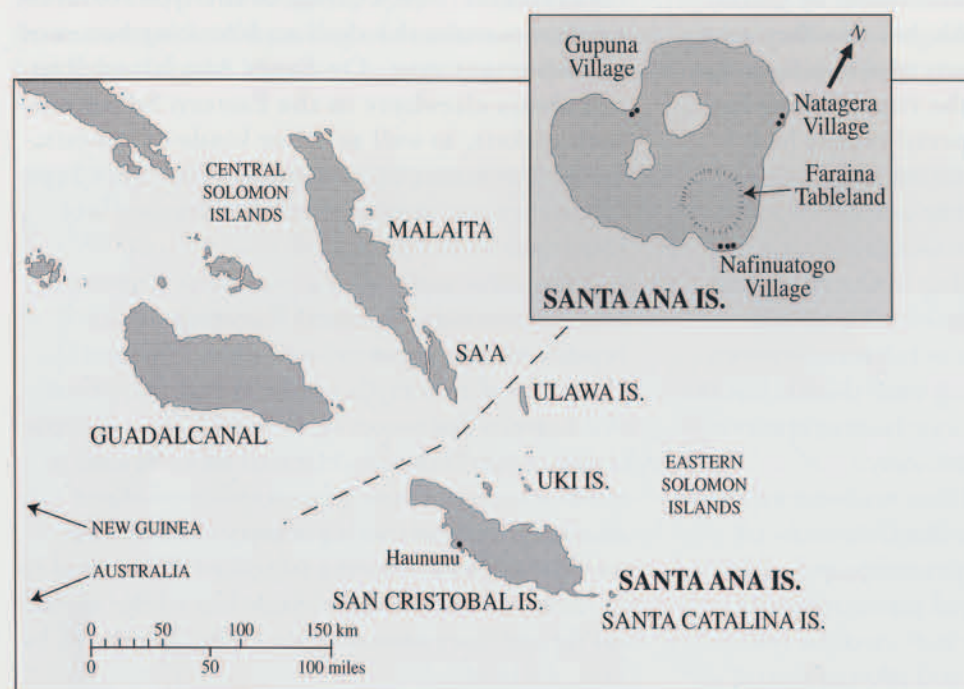 Gupuna
Village
N
Natagera
Village
Faraina
Tableland
Nafinuatogo
Village
SANTA ANA IS.
CENTRAL
SOLOMON
ISLANDS
MALAITA
SA'A
ULAWA IS.
GUADALCANAL
UKI IS.
EASTERN
SOLOMON
ISLANDS
NEW GUINEA
Haununu
AUSTRALIA
SANTA ANA IS.
SAN CRISTOBAL IS.
SANTA CATALINA IS.
0 50 100 150 km
0 50 100 miles